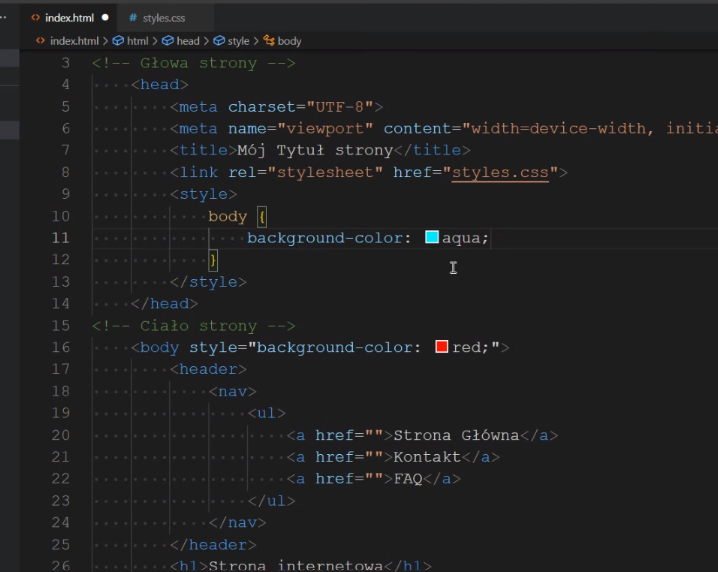 index.html
# styles.css
index.html > html > head > style > body
3 <!-- Głowa strony -->
4 <head>
5 <meta charset="UTF-8">
6 <meta name="viewport" content="width=device-width, initia
7 <title>Mój Tytuł strony</title>
8 <link rel="stylesheet" href="styles.css">
9 <style>
10 body {
11 background-color: aqua;
12 }
13 </style>
14 </head>
15 <!-- Ciało strony -->
16 <body style="background-color: red;">
17 <header>
18 <nav>
19 <ul>
20 <a href="">Strona Główna</a>
21 <a href="">Kontakt</a>
22 <a href="">FAQ</a>
23 </ul>
24 </nav>
25 </header>
26 <h1>Strona internetowa</h1>